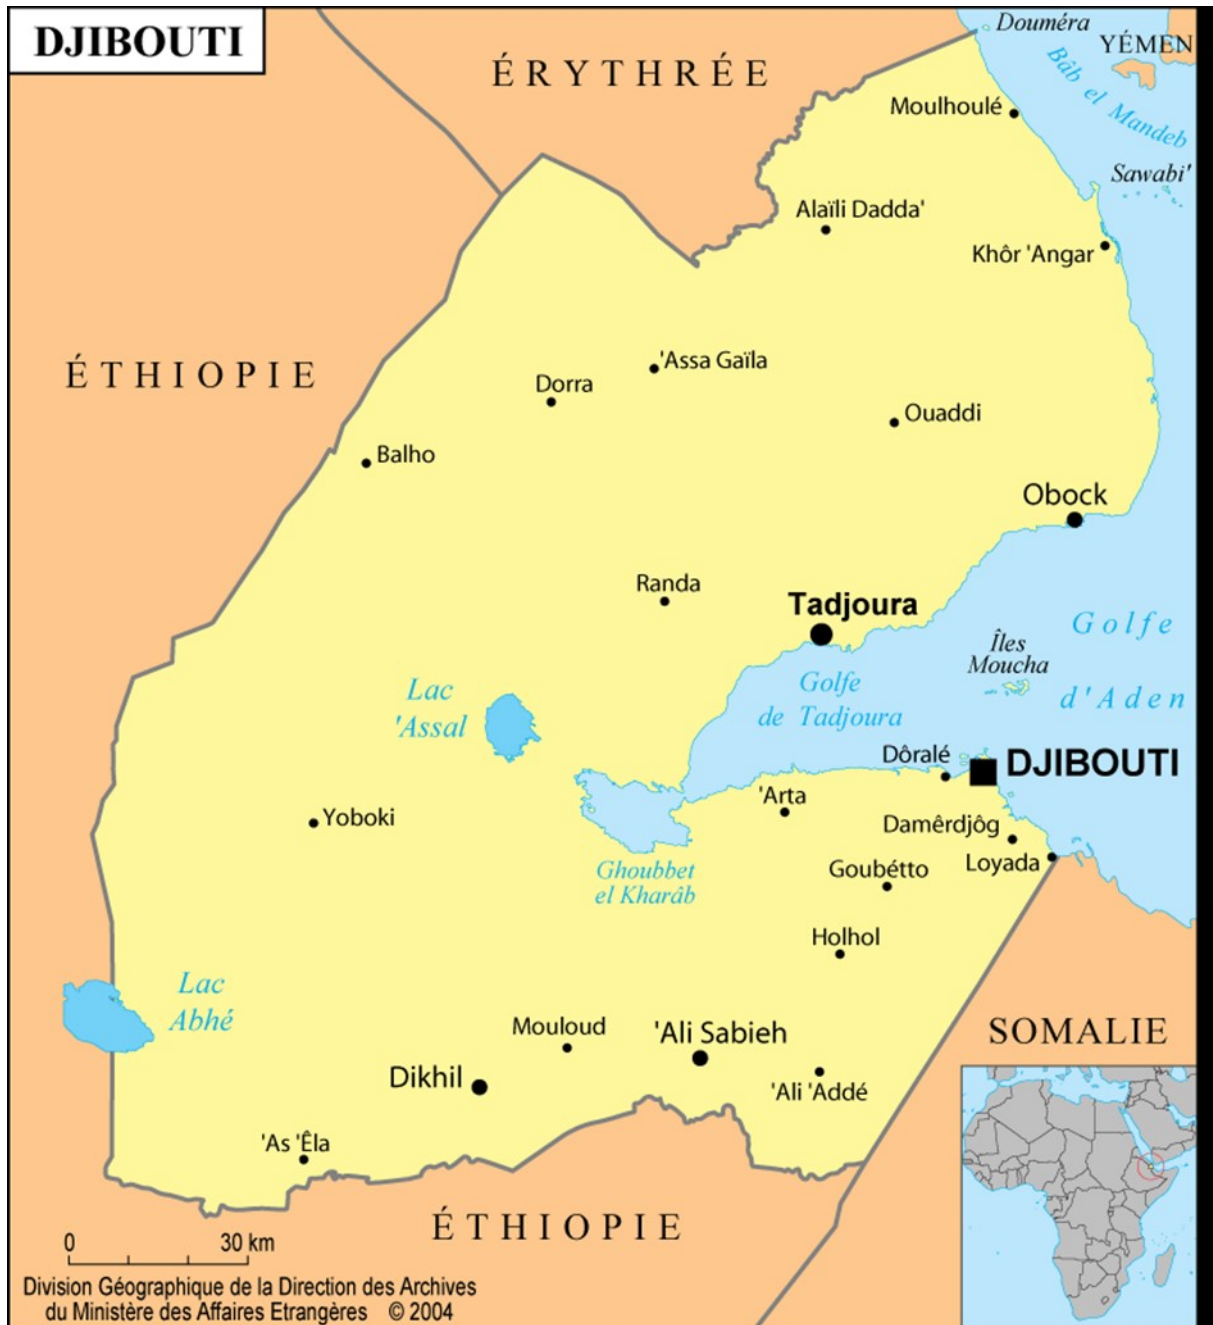 DJIBOUTI
Douméra
YÉMEN
ÉRYTHRÉE
Bâb el Mandeb
Moulhoulé
Sawabi'
Alaïli Dadda'
Khôr 'Angar
ÉTHIOPIE
'Assa Gaïla
Dorra
Ouaddi
Balho
Obock
Randa
Tadjoura
Golfe
d'Aden
Îles
Moucha
Lac
'Assal
Golfe
de Tadjoura
Dôralé
DJIBOUTI
'Arta
Yoboki
Damêrdjôg
Loyada
Ghoubbet
el Kharâb
Goubétto
Holhol
Lac
Abhé
Mouloud
'Ali Sabieh
SOMALIE
Dikhil
'Ali 'Addé
'As 'Êla
ÉTHIOPIE
0 30 km
Division Géographique de la Direction des Archives
du Ministère des Affaires Etrangères © 2004